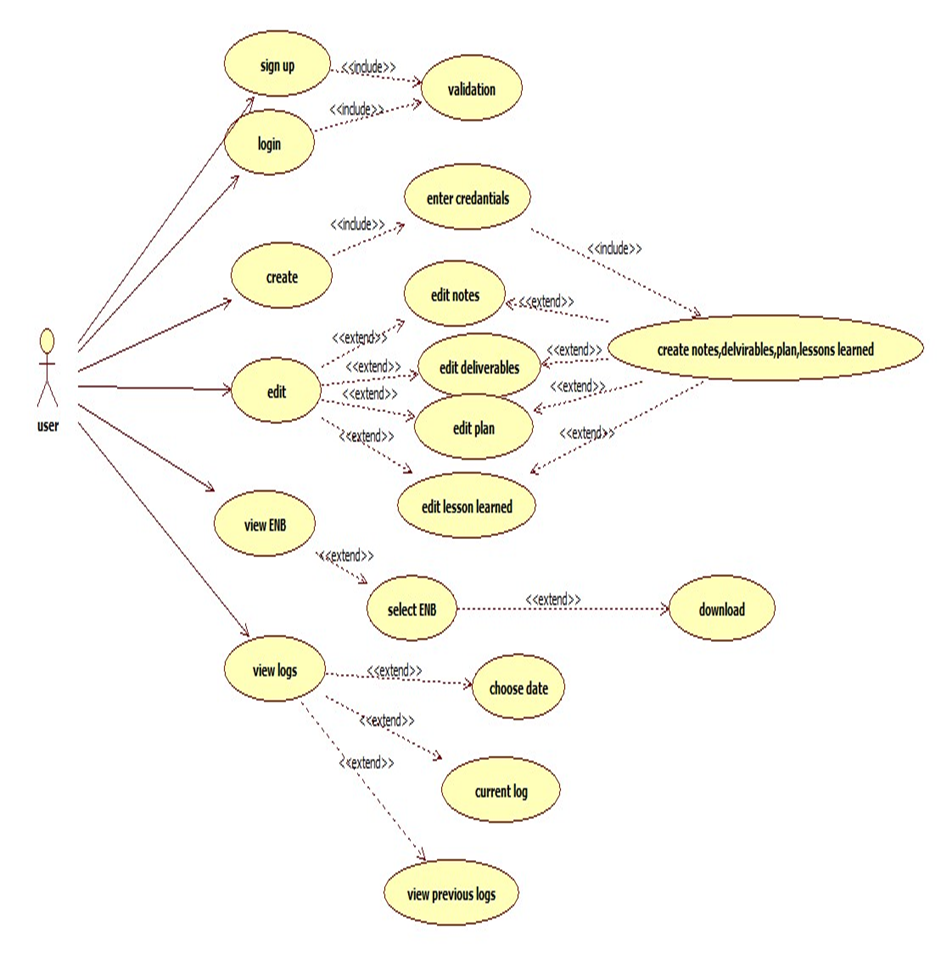 sign up
<<include>>
validation
<<include>>
login
enter credantials
<<include>>
<<include>>
create
edit notes
<<extend>>
<<extend>>
create notes,delvirables,plan,lessons learned
<<extend>>
<<extend>>
edit deliverables
edit
<<extend>>
<<extend>>
user
edit plan
<<extend>>
<<extend>>
edit lesson learned
view ENB
<<extend>>
select ENB
<<extend>>
download
view logs
<<extend>>
choose date
<<extend>>
<<extend>>
current log
view previous logs